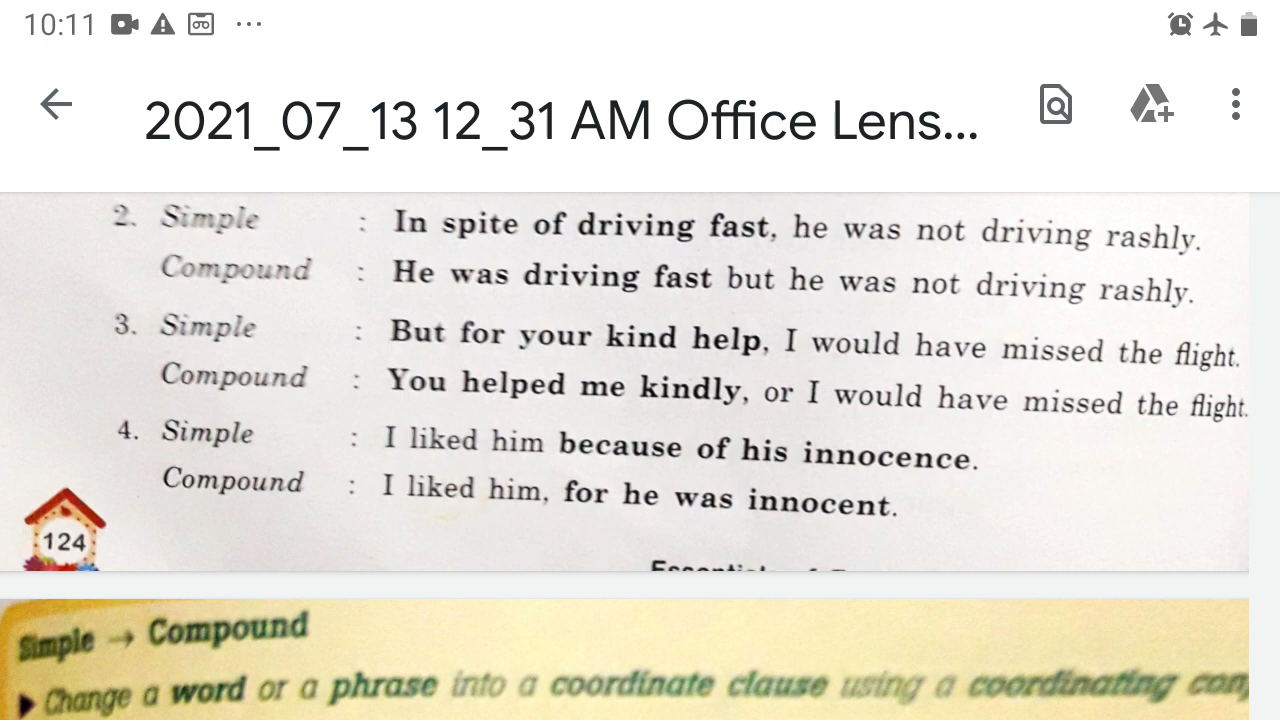 10:11
2021_07_13 12_31 AM Office Lens...
2. Simple : In spite of driving fast, he was not driving rashly.
Compound : He was driving fast but he was not driving rashly.
3. Simple : But for your kind help, I would have missed the flight.
Compound : You helped me kindly, or I would have missed the flight.
4. Simple : I liked him because of his innocence.
Compound : I liked him, for he was innocent.
124
Simple → Compound
▶ Change a word or a phrase into a coordinate clause using a coordinating